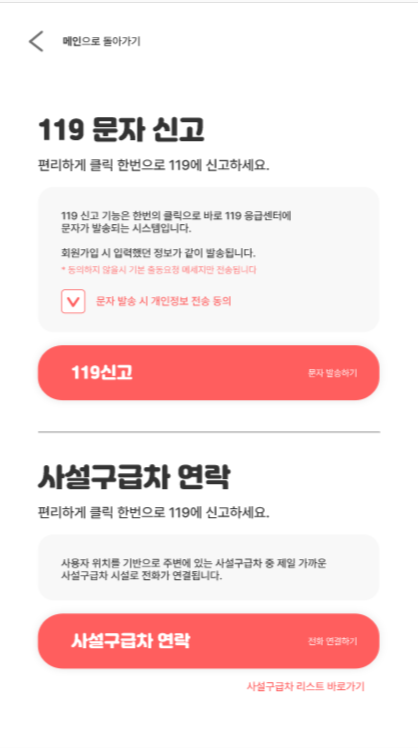 메인으로 돌아가기
119 문자 신고
편리하게 클릭 한번으로 119에 신고하세요.
119 신고 기능은 한번의 클릭으로 바로 119 응급센터에
문자가 발송되는 시스템입니다.
회원가입 시 입력했던 정보가 같이 발송됩니다.
* 동의하지 않을시 기본 출동요청 메세지만 전송됩니다
문자 발송 시 개인정보 전송 동의
119신고
문자 발송하기
사설구급차 연락
편리하게 클릭 한번으로 119에 신고하세요.
사용자 위치를 기반으로 주변에 있는 사설구급차 중 제일 가까운
사설구급차 시설로 전화가 연결됩니다.
사설구급차 연락
전화 연결하기
사설구급차 리스트 바로가기